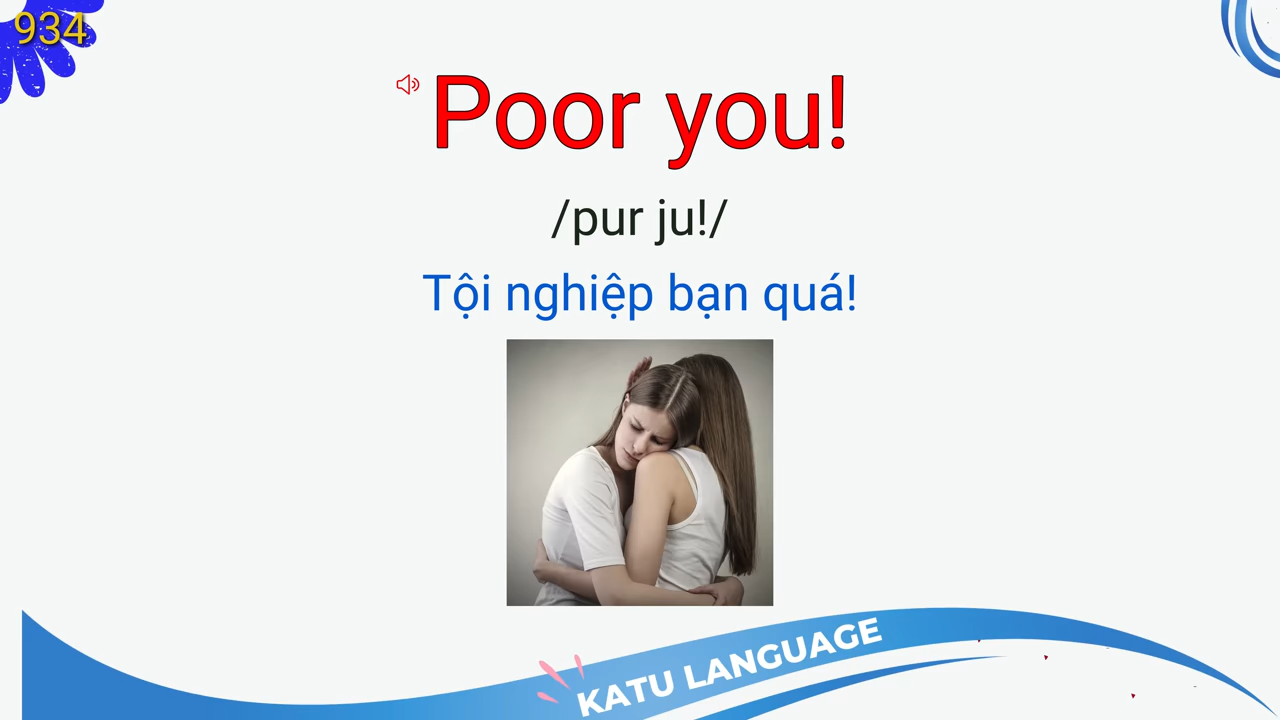 934
Poor you!
/pur ju!/
Tội nghiệp bạn quá!
KATU LANGUAGE